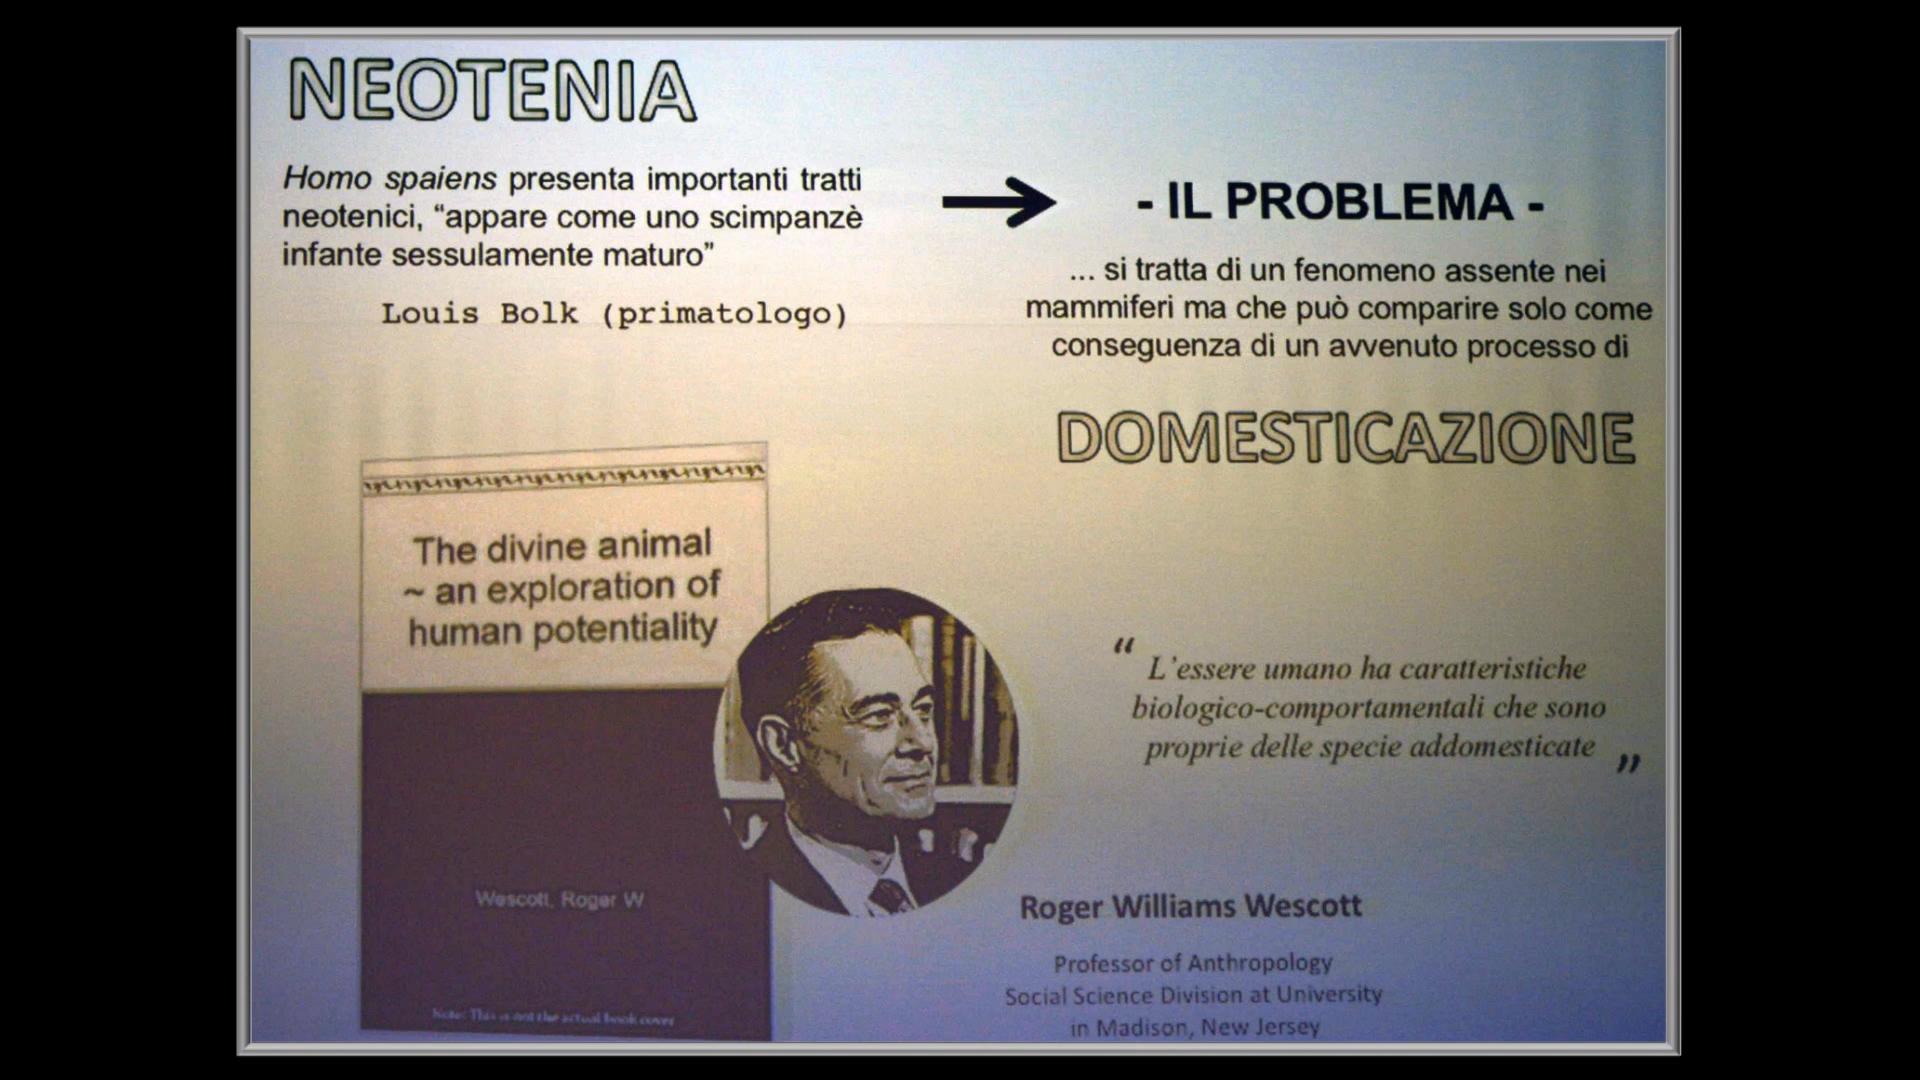 NEOTENIA
Homo spaiens presenta importanti tratti
neotenici, “appare come uno scimpanzè
infante sessulamente maturo”
Louis Bolk (primatologo)
- IL PROBLEMA -
... si tratta di un fenomeno assente nei
mammiferi ma che può comparire solo come
conseguenza di un avvenuto processo di
DOMESTICAZIONE
The divine animal
~ an exploration of
human potentiality
Wescott, Roger W
Note: This is not the actual book cover
“ L'essere umano ha caratteristiche
biologico-comportamentali che sono
proprie delle specie addomesticate ”
Roger Williams Wescott
Professor of Anthropology
Social Science Division at University
in Madison, New Jersey